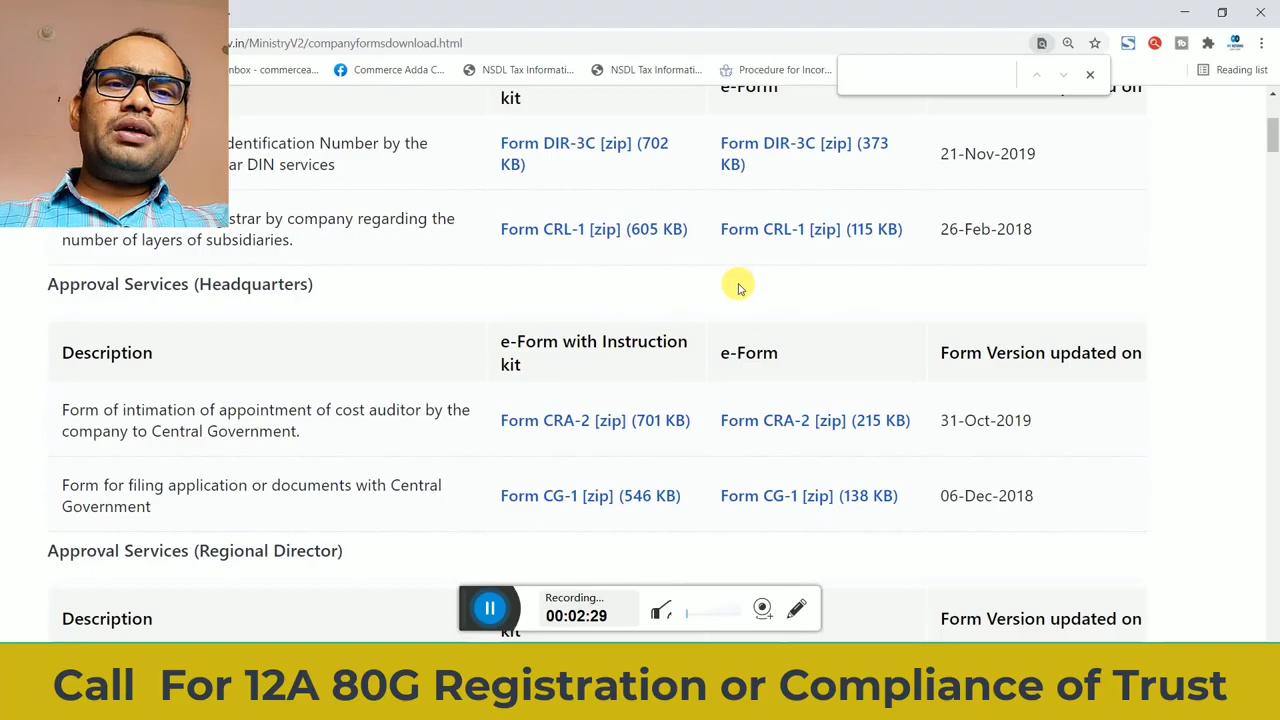 v.in/MinistryV2/companyformsdownload.html
nbox - commercea... Commerce Adda C... NSDL Tax Informati... NSDL Tax Informati... Procedure for Incor... Reading list
kit e-Form on
dentification Number by the
ar DIN services
Form DIR-3C [zip] (702
KB)
Form DIR-3C [zip] (373
KB)
21-Nov-2019
strar by company regarding the
number of layers of subsidiaries.
Form CRL-1 [zip] (605 KB) Form CRL-1 [zip] (115 KB) 26-Feb-2018
Approval Services (Headquarters)
Description
e-Form with Instruction
kit
e-Form
Form Version updated on
Form of intimation of appointment of cost auditor by the
company to Central Government.
Form CRA-2 [zip] (701 KB) Form CRA-2 [zip] (215 KB) 31-Oct-2019
Form for filing application or documents with Central
Government
Form CG-1 [zip] (546 KB) Form CG-1 [zip] (138 KB) 06-Dec-2018
Approval Services (Regional Director)
Recording...
00:02:29
Description
kit
Form Version updated on
Call For 12A 80G Registration or Compliance of Trust